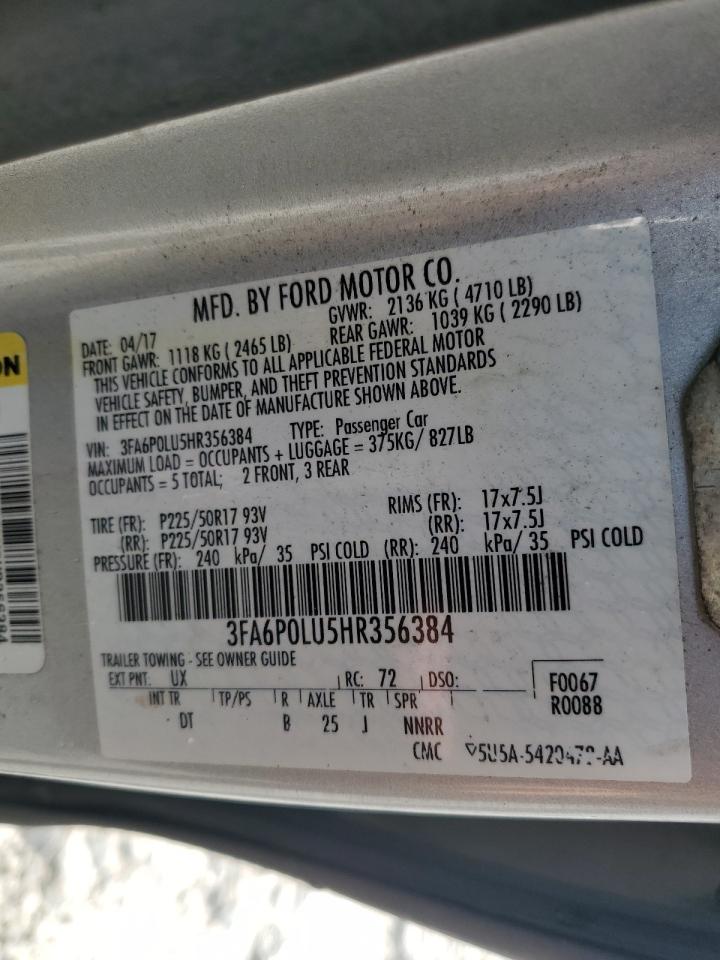 MFD. BY FORD MOTOR CO.
DATE: 04/17 GVWR: 2136 KG ( 4710 LB)
FRONT GAWR: 1118 KG ( 2465 LB) REAR GAWR: 1039 KG ( 2290 LB)
THIS VEHICLE CONFORMS TO ALL APPLICABLE FEDERAL MOTOR
VEHICLE SAFETY, BUMPER, AND THEFT PREVENTION STANDARDS
IN EFFECT ON THE DATE OF MANUFACTURE SHOWN ABOVE.
VIN: 3FA6P0LU5HR356384 TYPE: Passenger Car
MAXIMUM LOAD = OCCUPANTS + LUGGAGE = 375KG/ 827LB
OCCUPANTS = 5 TOTAL; 2 FRONT, 3 REAR
TIRE (FR): P225/50R17 93V RIMS (FR): 17x7.5J
(RR): P225/50R17 93V (RR): 17x7.5J
PRESSURE (FR): 240 kPa/ 35 PSI COLD (RR): 240 kPa/ 35 PSI COLD
3FA6P0LU5HR356384
TRAILER TOWING - SEE OWNER GUIDE
EXT PNT: UX RC: 72 DSO: F0067
INT TR TP/PS R AXLE TR SPR R0088
DT B 25 J NNRR
CMC